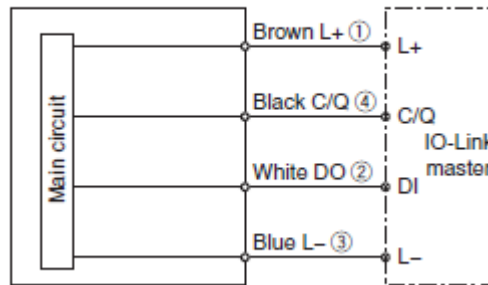 Brown L+ ①
L+
Black C/Q ④
C/Q
IO-Link
master
White DO ②
DI
Blue L− ③
L−
Main circuit